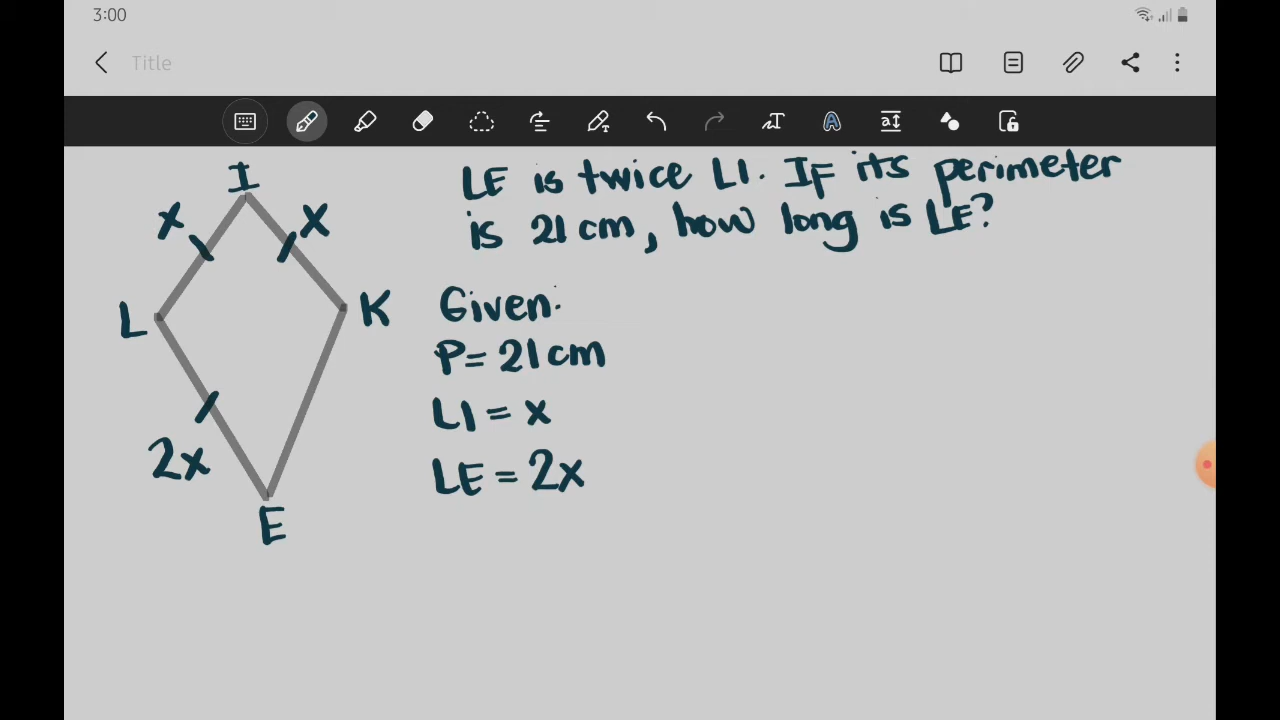 3:00
Title
LE is twice LI. IF its perimeter
is 21 cm, how long is LE?
I
x
x
L
K
2x
E
Given:
P = 21 cm
LI = x
LE = 2x